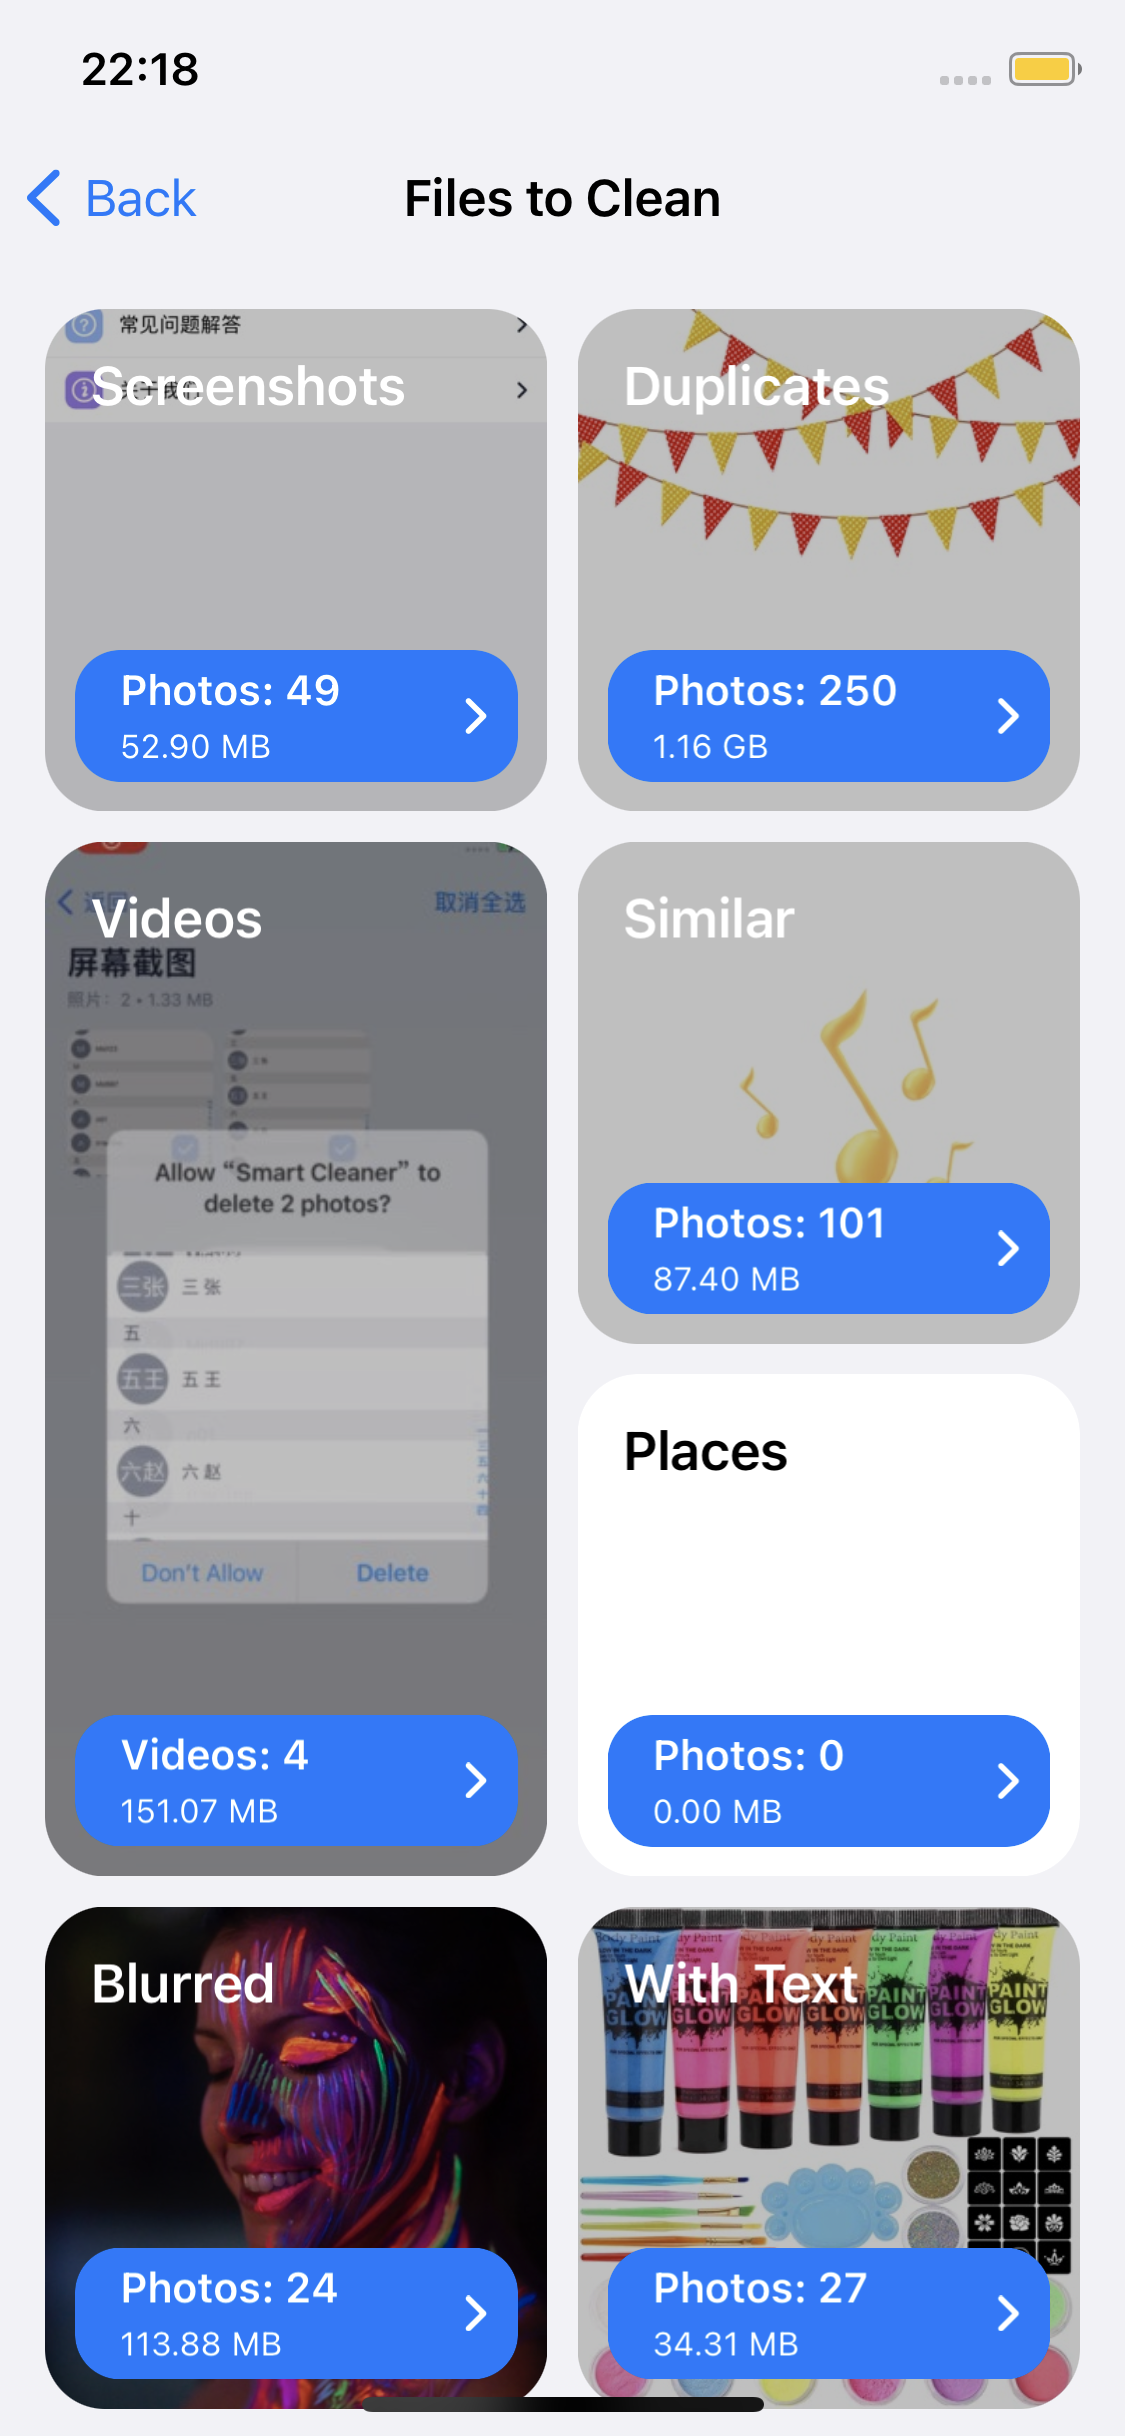 22:18
Back
Files to Clean
常见问题解答
Screenshots
Photos: 49
52.90 MB
Duplicates
Photos: 250
1.16 GB
取消全选
Videos
屏幕截图
照片：2 • 1.33 MB
Allow “Smart Cleaner” to
delete 2 photos?
三张 三 张
五
五王 五 王
六
六赵 六 赵
十
Don't Allow Delete
Videos: 4
151.07 MB
Similar
Photos: 101
87.40 MB
Places
Photos: 0
0.00 MB
Blurred
Photos: 24
113.88 MB
With Text
PAINT
GLOW
PAINT
GLOW
PAINT
GLOW
Photos: 27
34.31 MB